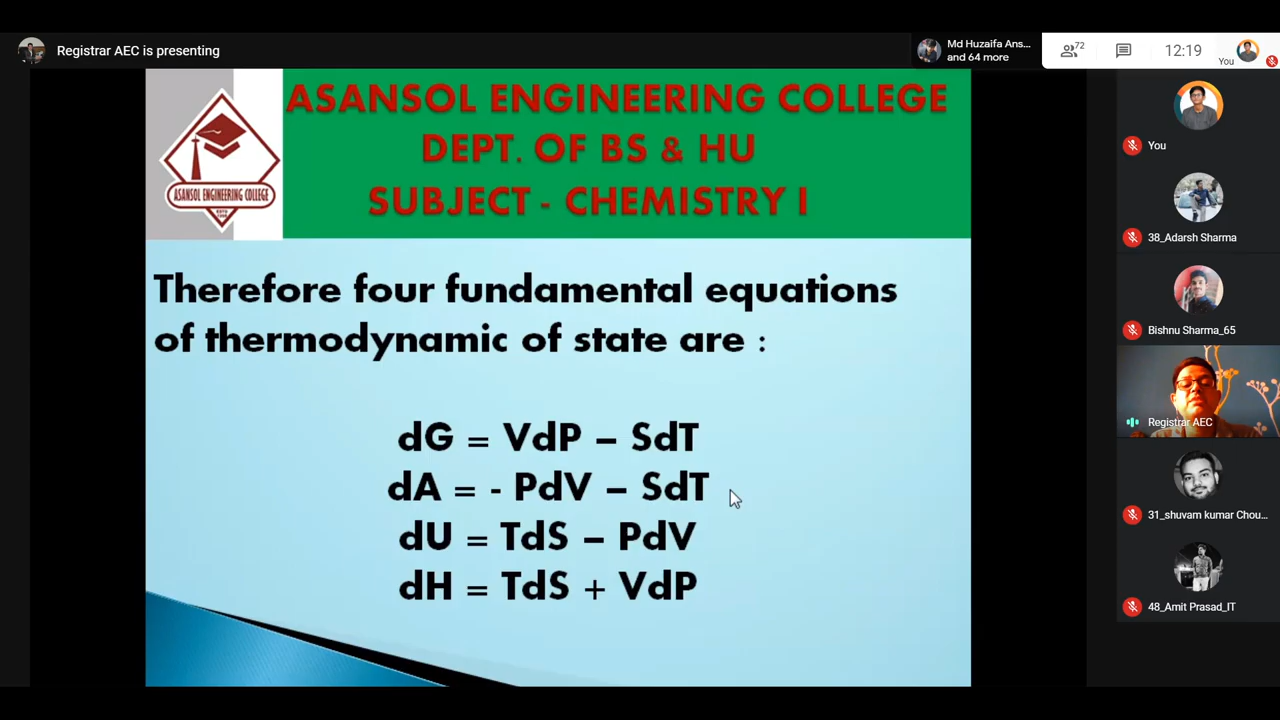 Registrar AEC is presenting
Md Huzaifa Ans...
and 64 more
72
12:19
You
ASANSOL ENGINEERING COLLEGE
DEPT. OF BS & HU
SUBJECT - CHEMISTRY I
ASANSOL ENGINEERING COLLEGE
Therefore four fundamental equations
of thermodynamic of state are :
dG = VdP – SdT
dA = - PdV – SdT
dU = TdS – PdV
dH = TdS + VdP
You
38_Adarsh Sharma
Bishnu Sharma_65
Registrar AEC
31_shuvam kumar Chou...
48_Amit Prasad_IT